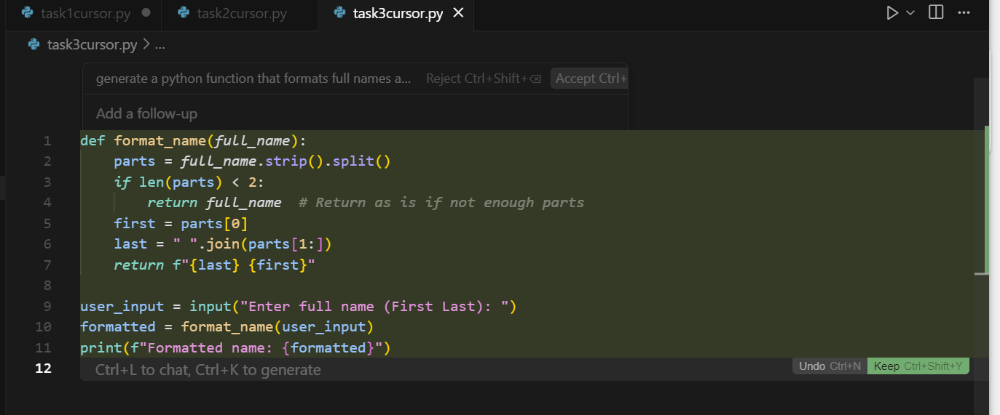 task1cursor.py task2cursor.py task3cursor.py
task3cursor.py > ...
generate a python function that formats full names a... Reject Ctrl+Shift+⌫ Accept Ctrl+
Add a follow-up
1 def format_name(full_name):
2     parts = full_name.strip().split()
3     if len(parts) < 2:
4         return full_name  # Return as is if not enough parts
5     first = parts[0]
6     last = " ".join(parts[1:])
7     return f"{last} {first}"
8
9 user_input = input("Enter full name (First Last): ")
10 formatted = format_name(user_input)
11 print(f"Formatted name: {formatted}")
12 Ctrl+L to chat, Ctrl+K to generate
Undo Ctrl+N Keep Ctrl+Shift+Y